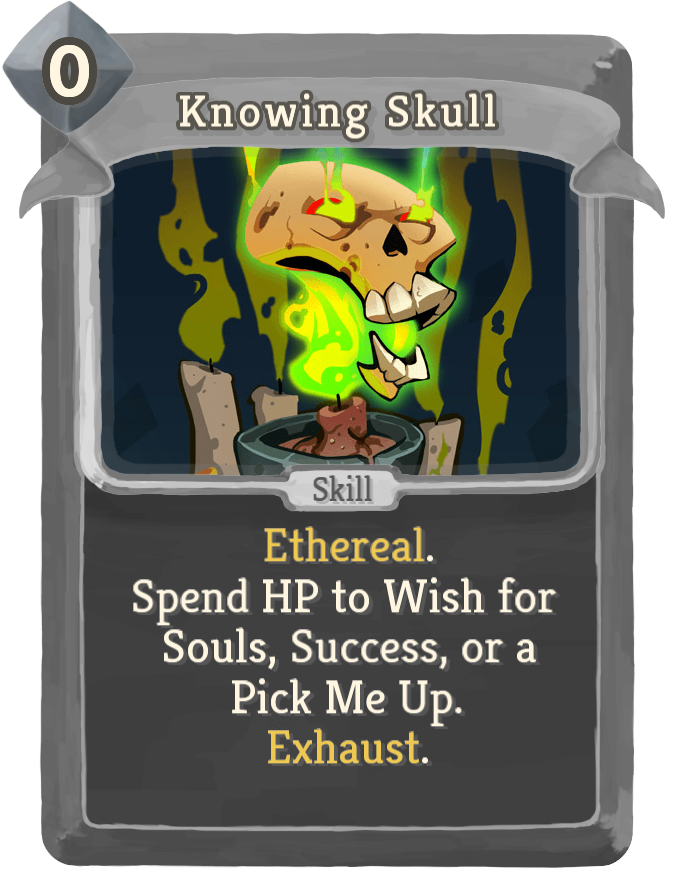 0
Knowing Skull
Skill
Ethereal.
Spend HP to Wish for
Souls, Success, or a
Pick Me Up.
Exhaust.